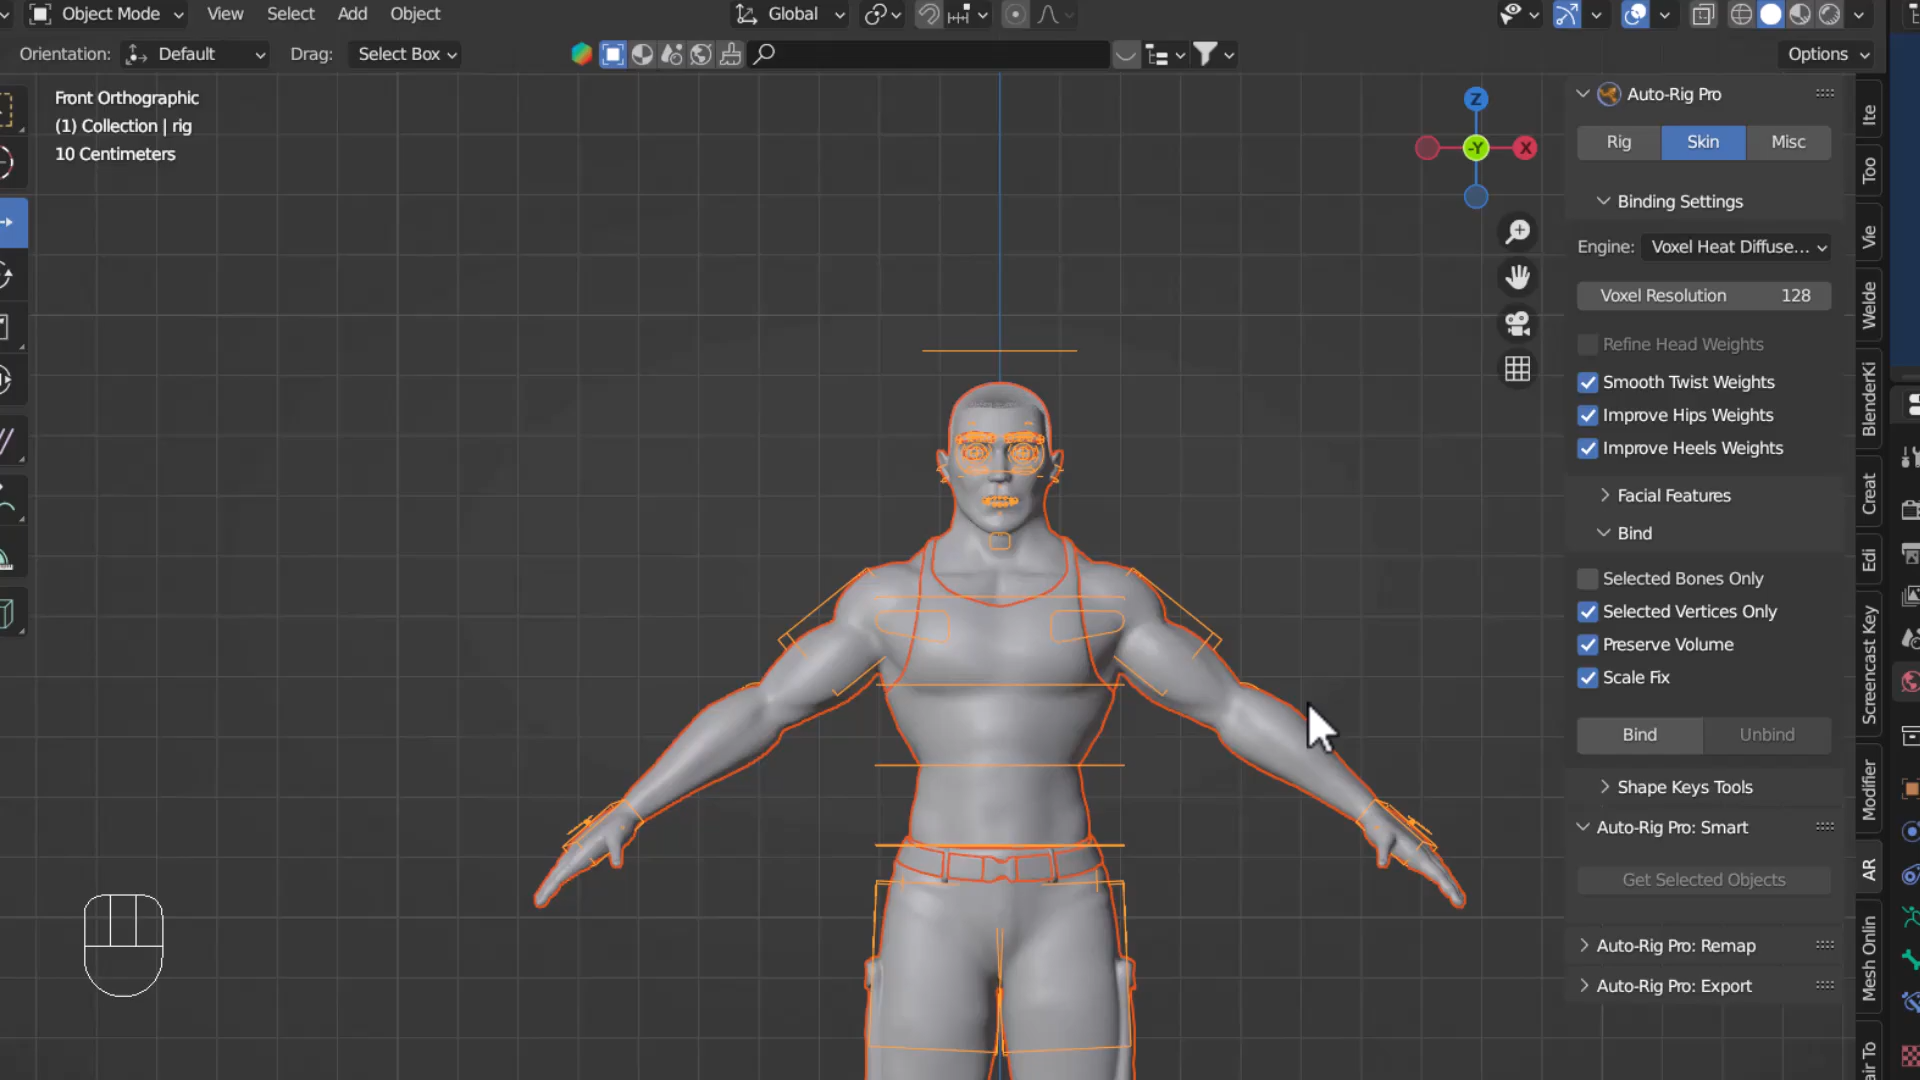 Object Mode View Select Add Object Global
Orientation: Default Drag: Select Box Options
Front Orthographic
(1) Collection | rig
10 Centimeters
Z
-Y X
Auto-Rig Pro
Rig Skin Misc
Binding Settings
Engine: Voxel Heat Diffuse...
Voxel Resolution 128
Refine Head Weights
Smooth Twist Weights
Improve Hips Weights
Improve Heels Weights
Facial Features
Bind
Selected Bones Only
Selected Vertices Only
Preserve Volume
Scale Fix
Bind Unbind
Shape Keys Tools
Auto-Rig Pro: Smart
Get Selected Objects
Auto-Rig Pro: Remap
Auto-Rig Pro: Export
Ite
Too
Vie
Welde
BlenderKi
Creat
Edi
Screencast Key
Modifier
AR
Mesh Onlin
air To